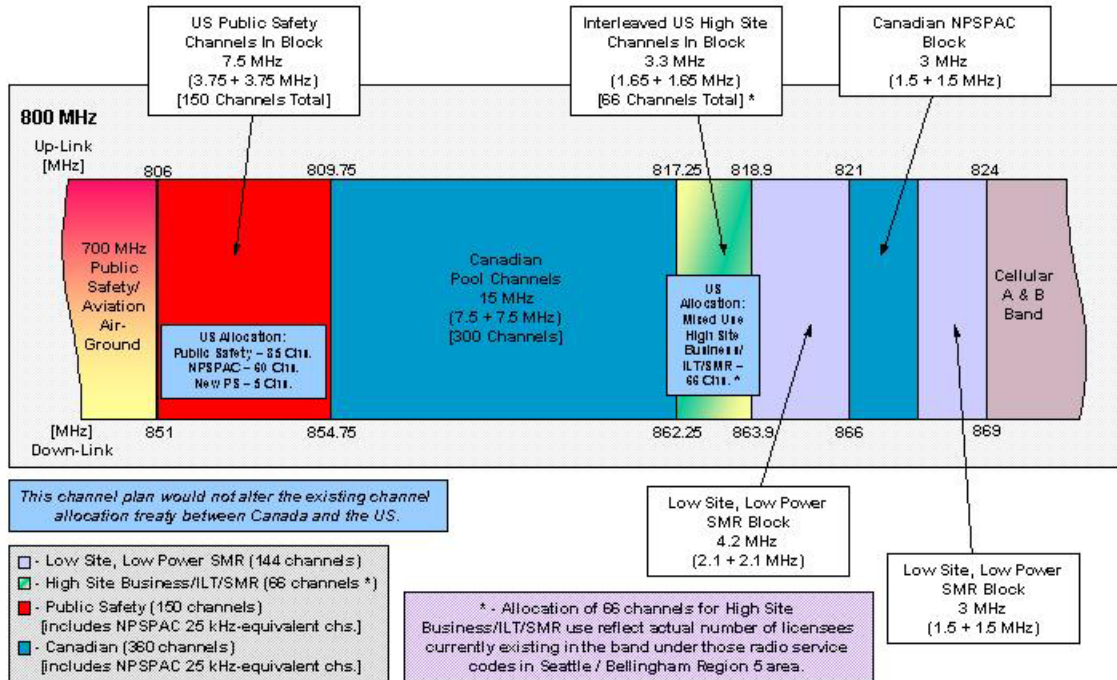 US Public Safety
Channels In Block
7.5 MHz
(3.75 + 3.75 MHz)
[150 Channels Total]
Interleaved US High Site
Channels In Block
3.3 MHz
(1.65 + 1.65 MHz)
[66 Channels Total] *
Canadian NPSPAC
Block
3 MHz
(1.5 + 1.5 MHz)
800 MHz
Up-Link
[MHz]
806
809.75
817.25
818.9
821
824
700 MHz
Public
Safety/
Aviation
Air-
Ground
US Allocation:
Public Safety – 85 Chs.
NPSPAC – 60 Chs.
New PS – 5 Chs.
Canadian
Pool Channels
15 MHz
(7.5 + 7.5 MHz)
[300 Channels]
US
Allocation:
Mixed Use
High Site
Business/
ILT/SMR –
66 Chs. *
Cellular
A & B
Band
[MHz]
Down-Link
851
854.75
862.25
863.9
866
869
This channel plan would not alter the existing channel
allocation treaty between Canada and the US.
Low Site, Low Power
SMR Block
4.2 MHz
(2.1 + 2.1 MHz)
Low Site, Low Power
SMR Block
3 MHz
(1.5 + 1.5 MHz)
- Low Site, Low Power SMR (144 channels)
- High Site Business/ILT/SMR (66 channels *)
- Public Safety (150 channels)
[includes NPSPAC 25 kHz-equivalent chs.]
- Canadian (360 channels)
[includes NPSPAC 25 kHz-equivalent chs.]
* - Allocation of 66 channels for High Site
Business/ILT/SMR use reflect actual number of licensees
currently existing in the band under those radio service
codes in Seattle / Bellingham Region 5 area.